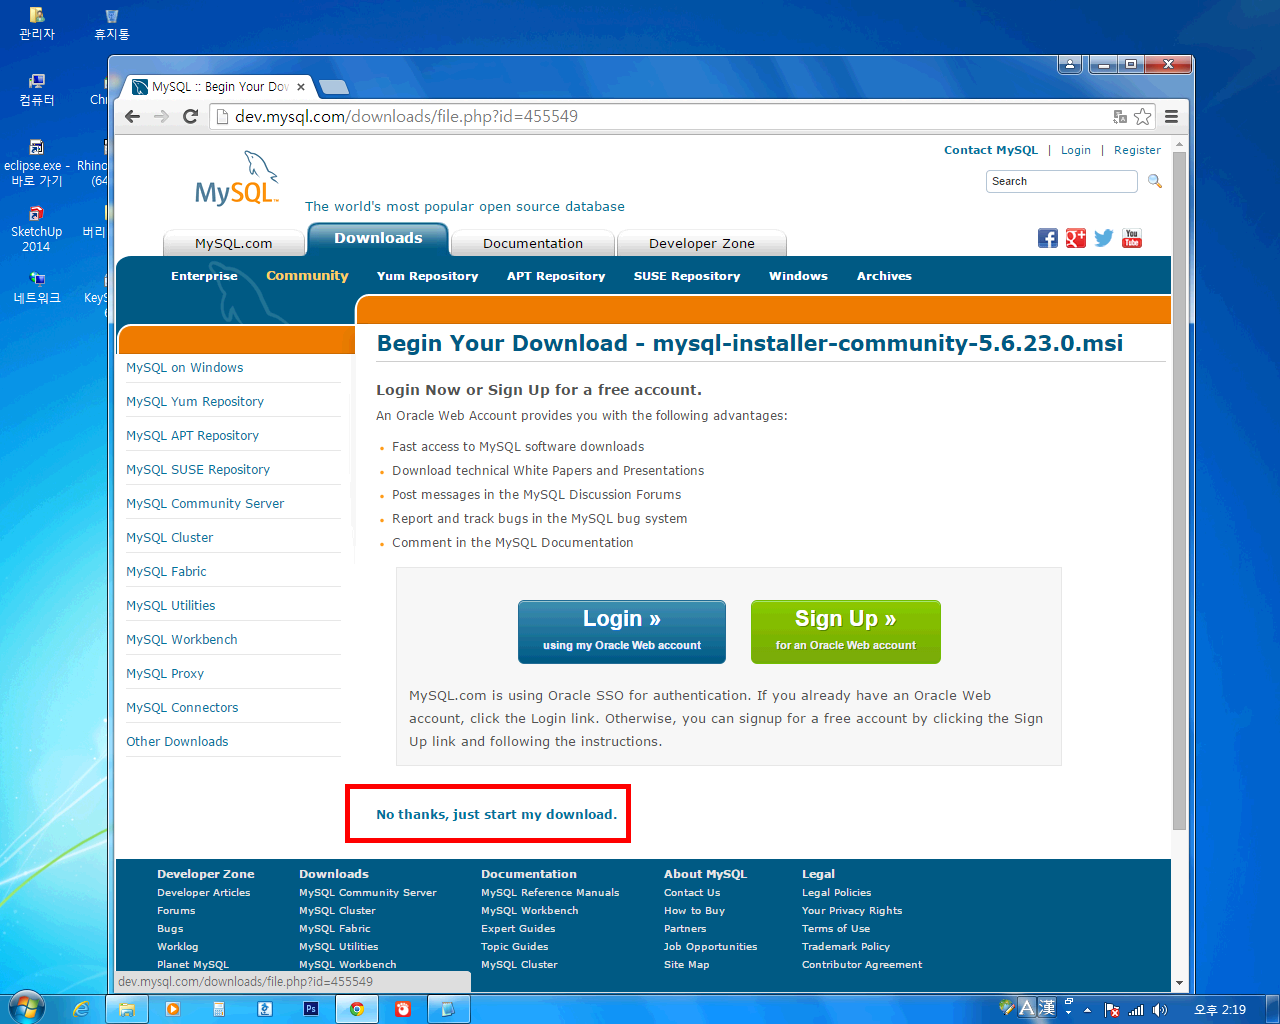 관리자
휴지통
컴퓨터
Chr
eclipse.exe -
바로 가기
Rhino
(64
SketchUp
2014
버리
네트워크
KeyS
6
MySQL :: Begin Your Dov
dev.mysql.com/downloads/file.php?id=455549
Contact MySQL | Login | Register
Search
MySQL™
The world's most popular open source database
MySQL.com
Downloads
Documentation
Developer Zone
You
Tube
Enterprise
Community
Yum Repository
APT Repository
SUSE Repository
Windows
Archives
MySQL on Windows
MySQL Yum Repository
MySQL APT Repository
MySQL SUSE Repository
MySQL Community Server
MySQL Cluster
MySQL Fabric
MySQL Utilities
MySQL Workbench
MySQL Proxy
MySQL Connectors
Other Downloads
Begin Your Download - mysql-installer-community-5.6.23.0.msi
Login Now or Sign Up for a free account.
An Oracle Web Account provides you with the following advantages:
Fast access to MySQL software downloads
Download technical White Papers and Presentations
Post messages in the MySQL Discussion Forums
Report and track bugs in the MySQL bug system
Comment in the MySQL Documentation
Login »
using my Oracle Web account
Sign Up »
for an Oracle Web account
MySQL.com is using Oracle SSO for authentication. If you already have an Oracle Web
account, click the Login link. Otherwise, you can signup for a free account by clicking the Sign
Up link and following the instructions.
No thanks, just start my download.
Developer Zone
Developer Articles
Forums
Bugs
Worklog
Planet MySQL
Downloads
MySQL Community Server
MySQL Cluster
MySQL Fabric
MySQL Utilities
MySQL Workbench
Documentation
MySQL Reference Manuals
MySQL Workbench
Expert Guides
Topic Guides
MySQL Cluster
About MySQL
Contact Us
How to Buy
Partners
Job Opportunities
Site Map
Legal
Legal Policies
Your Privacy Rights
Terms of Use
Trademark Policy
Contributor Agreement
dev.mysql.com/downloads/file.php?id=455549
Ps
A 漢
오후 2:19